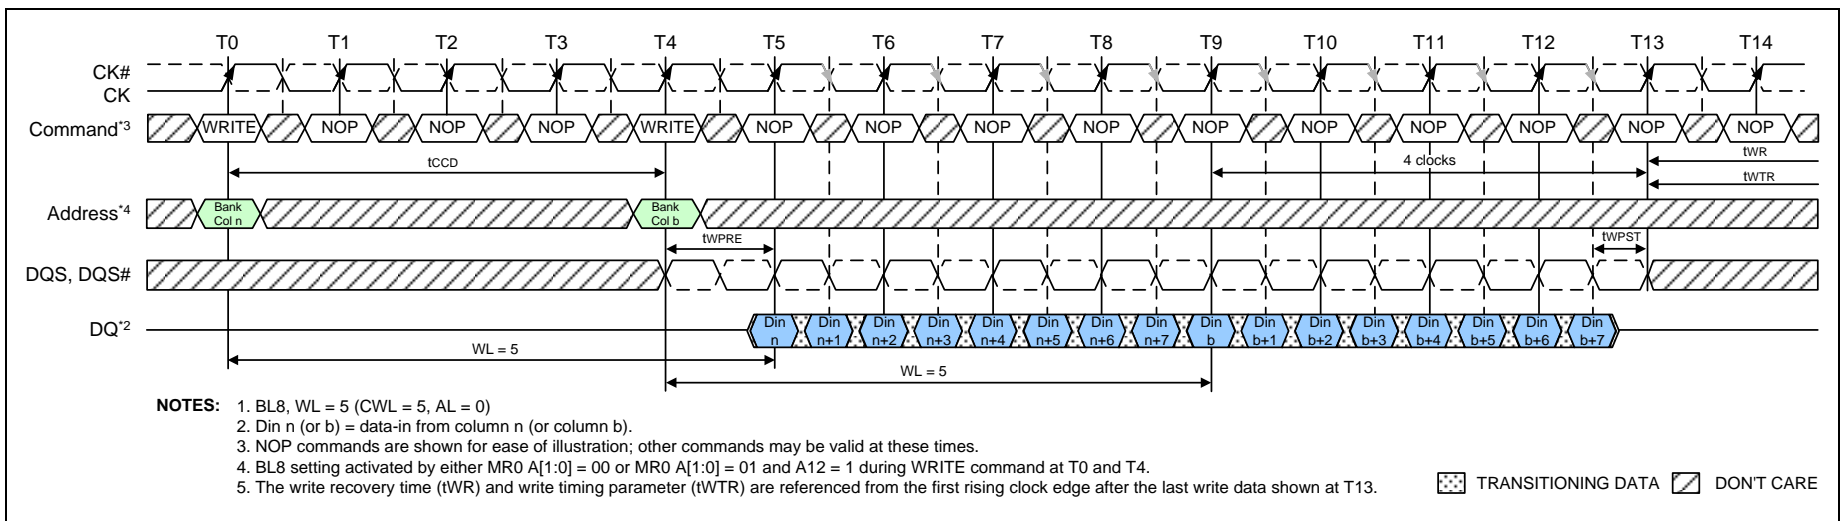 T0 T1 T2 T3 T4 T5 T6 T7 T8 T9 T10 T11 T12 T13 T14
CK#
CK
Command*3 WRITE NOP NOP NOP WRITE NOP NOP NOP NOP NOP NOP NOP NOP NOP NOP
tCCD 4 clocks tWR
tWTR
Address*4 Bank Col n Bank Col b
tWPRE tWPST
DQS, DQS#
DQ*2 Din n Din n+1 Din n+2 Din n+3 Din n+4 Din n+5 Din n+6 Din n+7 Din b Din b+1 Din b+2 Din b+3 Din b+4 Din b+5 Din b+6 Din b+7
WL = 5
WL = 5
NOTES: 1. BL8, WL = 5 (CWL = 5, AL = 0)
2. Din n (or b) = data-in from column n (or column b).
3. NOP commands are shown for ease of illustration; other commands may be valid at these times.
4. BL8 setting activated by either MR0 A[1:0] = 00 or MR0 A[1:0] = 01 and A12 = 1 during WRITE command at T0 and T4.
5. The write recovery time (tWR) and write timing parameter (tWTR) are referenced from the first rising clock edge after the last write data shown at T13.
TRANSITIONING DATA DON'T CARE